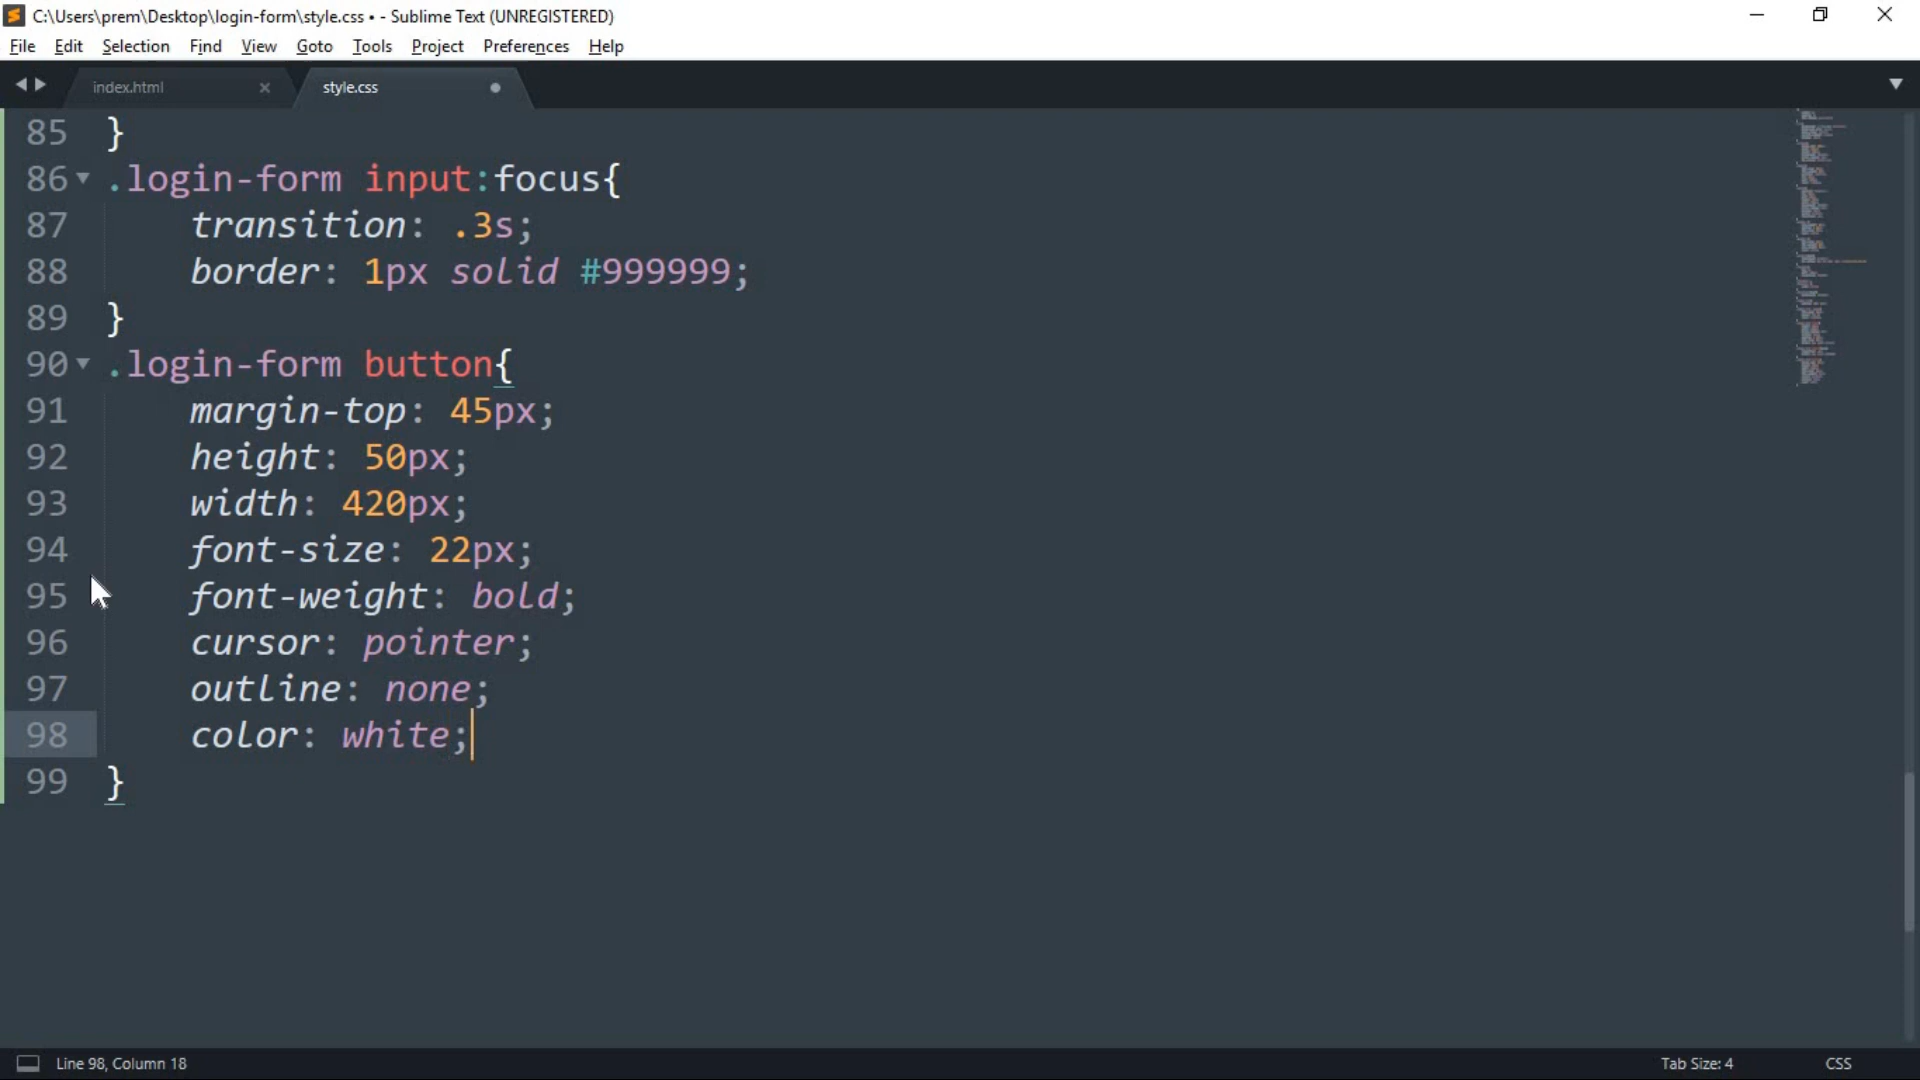 C:\Users\prem\Desktop\login-form\style.css • - Sublime Text (UNREGISTERED)
File Edit Selection Find View Goto Tools Project Preferences Help
index.html style.css
85 }
86 .login-form input:focus{
87 transition: .3s;
88 border: 1px solid #999999;
89 }
90 .login-form button{
91 margin-top: 45px;
92 height: 50px;
93 width: 420px;
94 font-size: 22px;
95 font-weight: bold;
96 cursor: pointer;
97 outline: none;
98 color: white;
99 }
Line 98, Column 18 Tab Size: 4 CSS